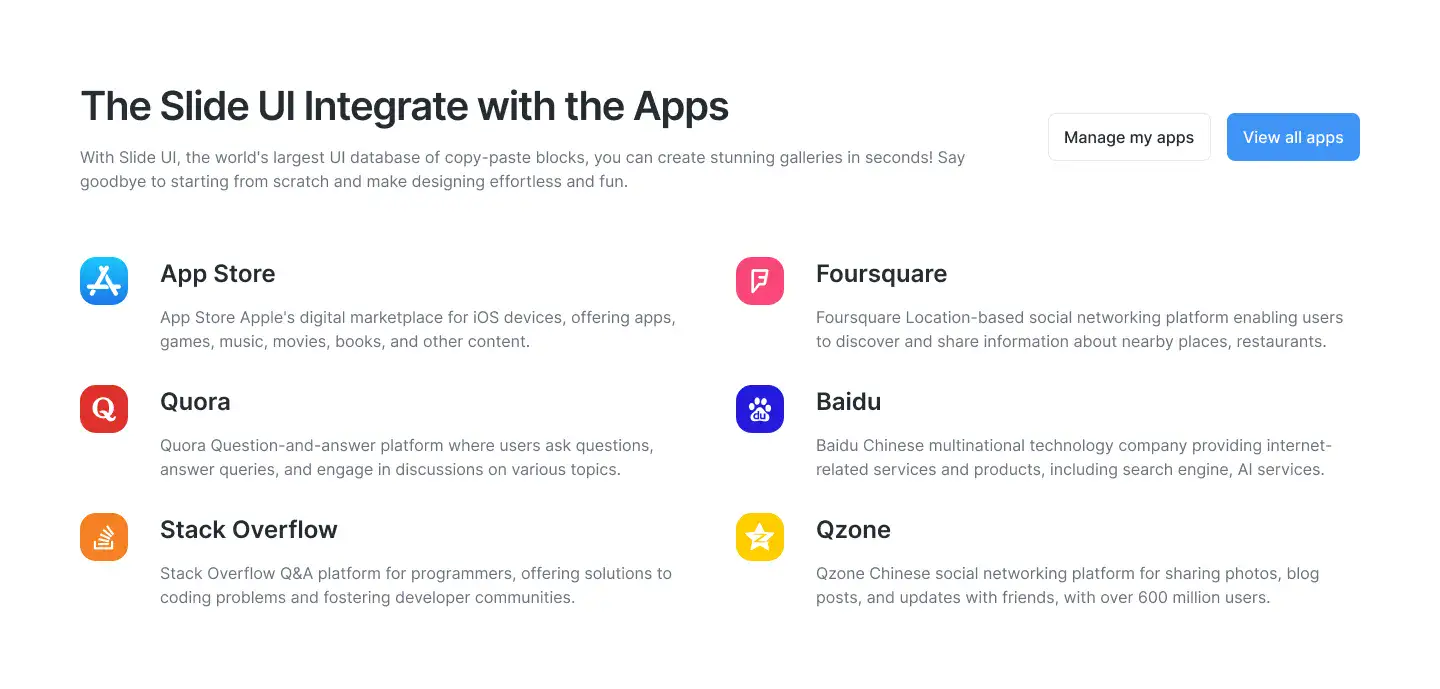 The Slide UI Integrate with the Apps
With Slide UI, the world's largest UI database of copy-paste blocks, you can create stunning galleries in seconds! Say
goodbye to starting from scratch and make designing effortless and fun.
Manage my apps
View all apps
App Store
App Store Apple's digital marketplace for iOS devices, offering apps,
games, music, movies, books, and other content.
Foursquare
Foursquare Location-based social networking platform enabling users
to discover and share information about nearby places, restaurants.
Q
Quora
Quora Question-and-answer platform where users ask questions,
answer queries, and engage in discussions on various topics.
du
Baidu
Baidu Chinese multinational technology company providing internet-
related services and products, including search engine, AI services.
Stack Overflow
Stack Overflow Q&A platform for programmers, offering solutions to
coding problems and fostering developer communities.
Qzone
Qzone Chinese social networking platform for sharing photos, blog
posts, and updates with friends, with over 600 million users.